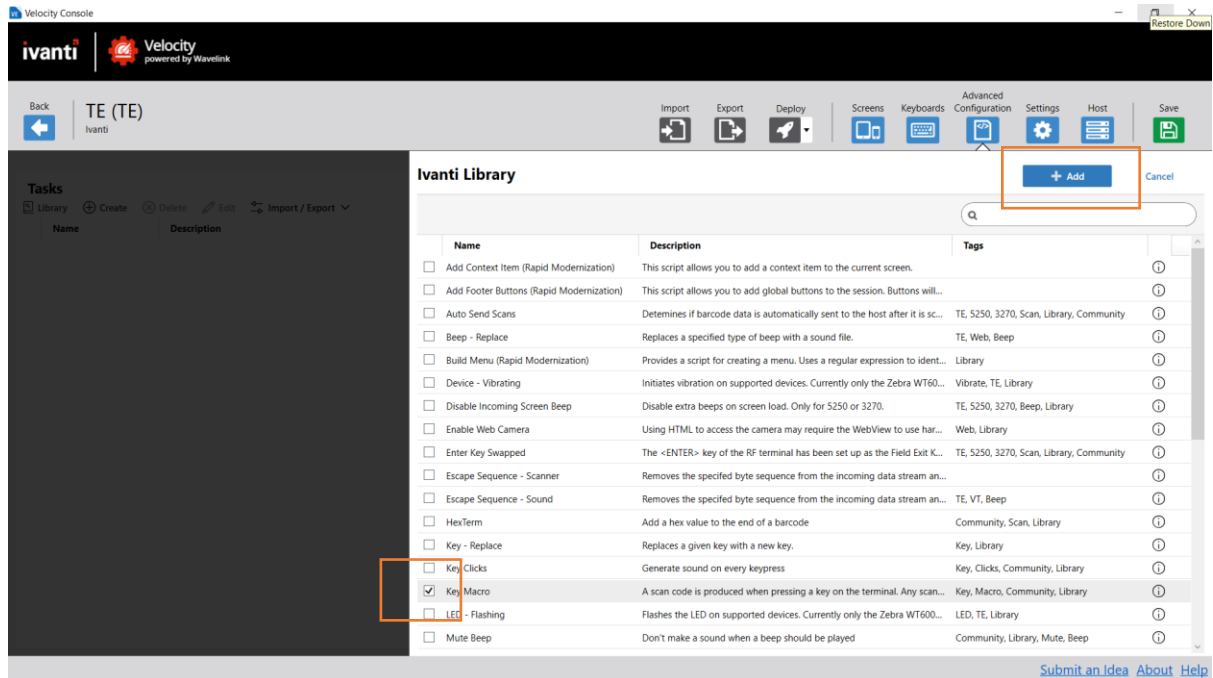 Velocity Console
Restore Down
ivanti
Velocity
powered by Wavelink
Back
TE (TE)
Ivanti
Import Export Deploy Screens Keyboards Advanced Configuration Settings Host Save
Ivanti Library
+ Add
Cancel
Tasks
Library Create Delete Edit Import / Export
Name Description
Name Description Tags
Add Context Item (Rapid Modernization) This script allows you to add a context item to the current screen.
Add Footer Buttons (Rapid Modernization) This script allows you to add global buttons to the session. Buttons will...
Auto Send Scans Detemines if barcode data is automatically sent to the host after it is sc... TE, 5250, 3270, Scan, Library, Community
Beep - Replace Replaces a specified type of beep with a sound file. TE, Web, Beep
Build Menu (Rapid Modernization) Provides a script for creating a menu. Uses a regular expression to ident... Library
Device - Vibrating Initiates vibration on supported devices. Currently only the Zebra WT60... Vibrate, TE, Library
Disable Incoming Screen Beep Disable extra beeps on screen load. Only for 5250 or 3270. TE, 5250, 3270, Beep, Library
Enable Web Camera Using HTML to access the camera may require the WebView to use har... Web, Library
Enter Key Swapped The <ENTER> key of the RF terminal has been set up as the Field Exit K... TE, 5250, 3270, Scan, Library, Community
Escape Sequence - Scanner Removes the specifed byte sequence from the incoming data stream an...
Escape Sequence - Sound Removes the specifed byte sequence from the incoming data stream an... TE, VT, Beep
HexTerm Add a hex value to the end of a barcode Community, Scan, Library
Key - Replace Replaces a given key with a new key. Key, Library
Key Clicks Generate sound on every keypress Key, Clicks, Community, Library
Key Macro A scan code is produced when pressing a key on the terminal. Any scan... Key, Macro, Community, Library
LED - Flashing Flashes the LED on supported devices. Currently only the Zebra WT600... LED, TE, Library
Mute Beep Don't make a sound when a beep should be played Community, Library, Mute, Beep
Submit an Idea About Help